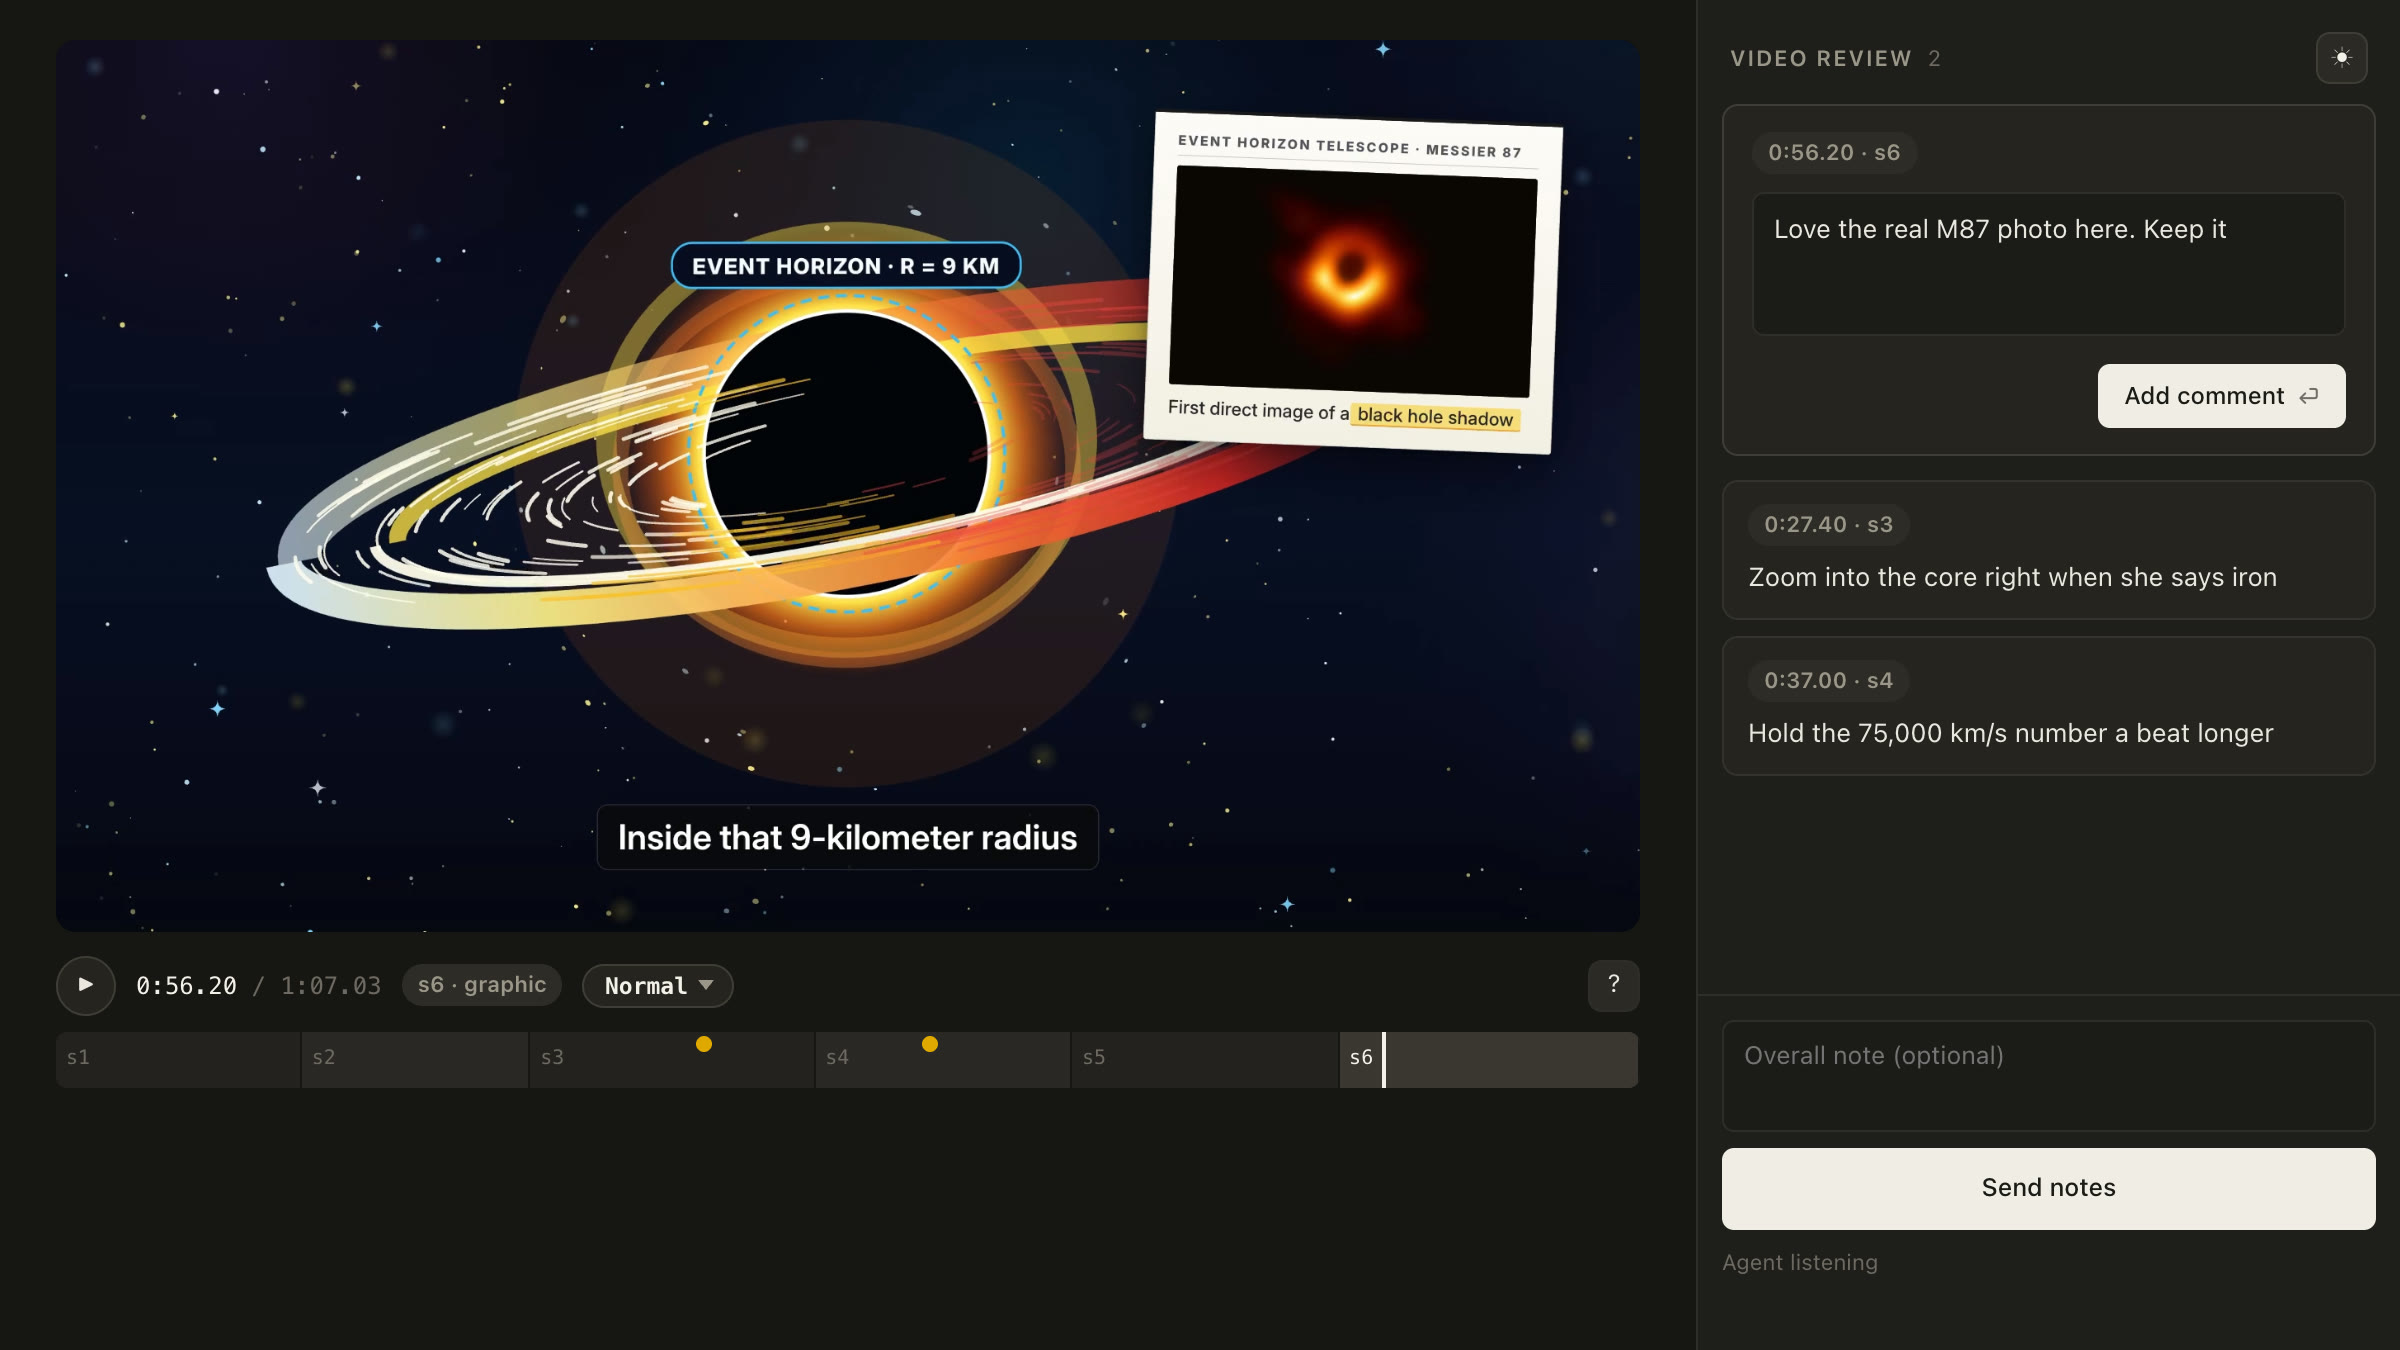 EVENT HORIZON TELESCOPE · MESSIER 87
EVENT HORIZON · R = 9 KM
First direct image of a black hole shadow
Inside that 9-kilometer radius
0:56.20 / 1:07.03
s6 · graphic
Normal
?
s1
s2
s3
s4
s5
s6
VIDEO REVIEW 2
0:56.20 · s6
Love the real M87 photo here. Keep it
Add comment
0:27.40 · s3
Zoom into the core right when she says iron
0:37.00 · s4
Hold the 75,000 km/s number a beat longer
Overall note (optional)
Send notes
Agent listening